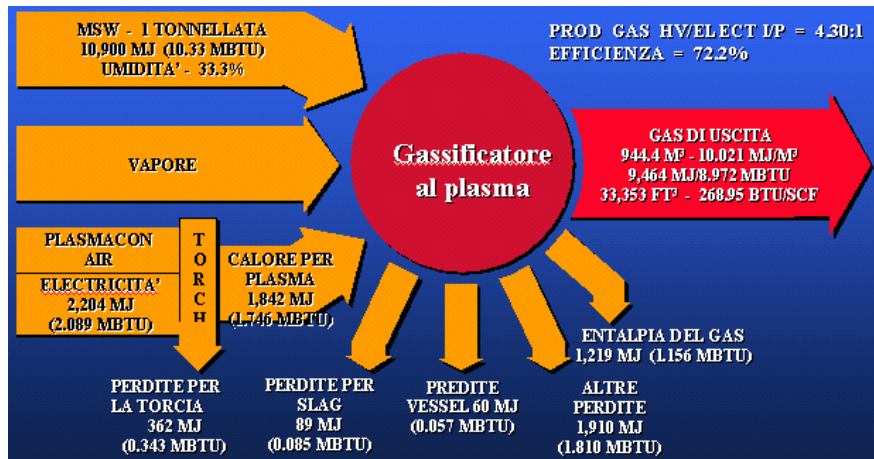 MSW - 1 TONNELLATA
10,900 MJ (10.33 MBTU)
UMIDITA' - 33.3%
PROD GAS HV/ELECT I/P = 4.30:1
EFFICIENZA = 72.2%
VAPORE
Gassificatore
al plasma
GAS DI USCITA
944.4 M³ - 10.021 MJ/M³
9,464 MJ/8.972 MBTU
33,353 FT³ - 268.95 BTU/SCF
PLASMACON
AIR
ELECTRICITA'
2,204 MJ
(2.089 MBTU)
T
O
R
C
H
CALORE PER
PLASMA
1,842 MJ
(1.746 MBTU)
ENTALPIA DEL GAS
1,219 MJ (1.156 MBTU)
PERDITE PER
LA TORCIA
362 MJ
(0.343 MBTU)
PERDITE PER
SLAG
89 MJ
(0.085 MBTU)
PREDITE
VESSEL 60 MJ
(0.057 MBTU)
ALTRE
PERDITE
1,910 MJ
(1.810 MBTU)